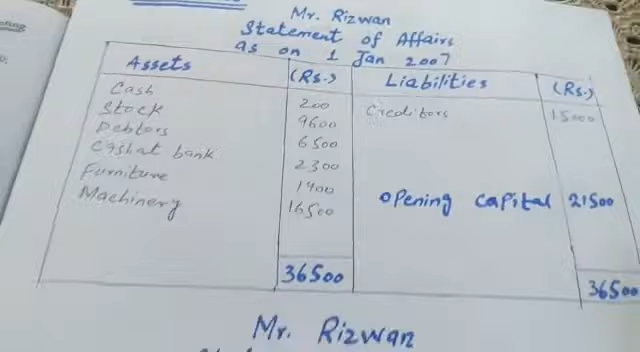 Mr. Rizwan
Statement of Affairs
as on 1 Jan 2007
Assets (Rs.) Liabilities (Rs.)
Cash 200 Creditors 15000
Stock 9600
Debtors 6500
Cash at bank 2300
Furniture 1400
Machinery 16500 Opening capital 21500
36500 36500
Mr. Rizwan